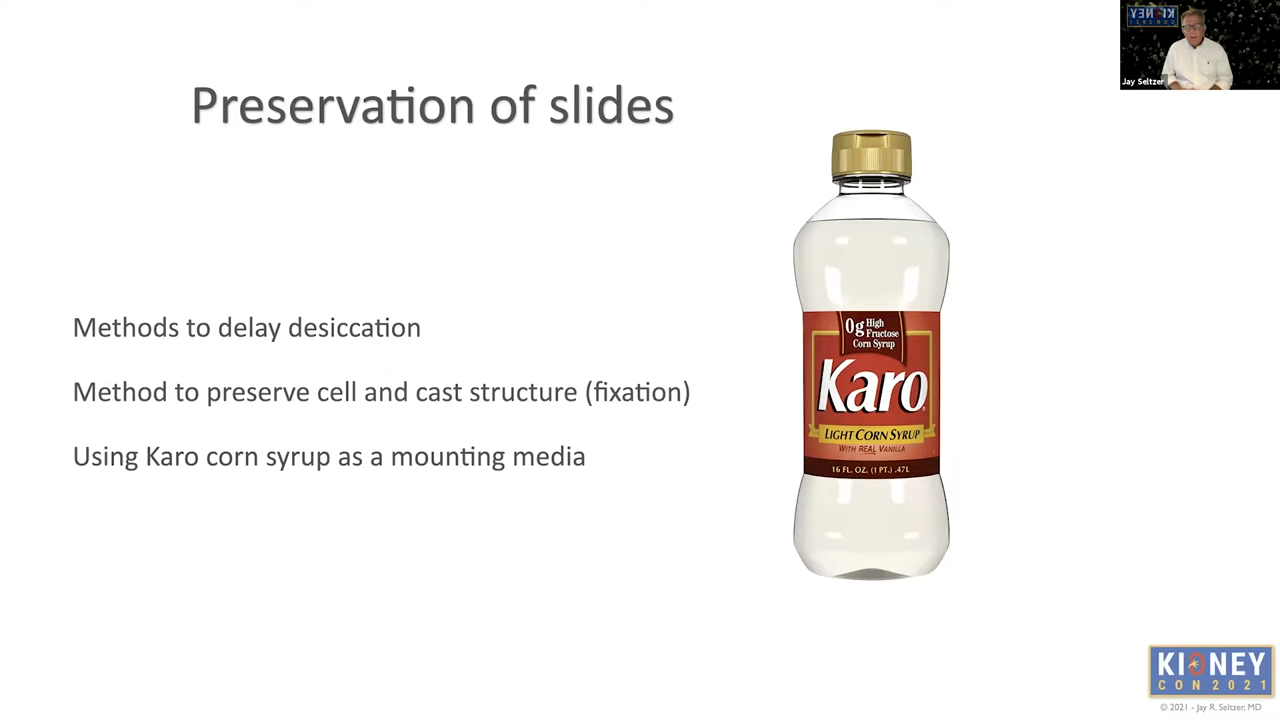 Preservation of slides
Methods to delay desiccation
Method to preserve cell and cast structure (fixation)
Using Karo corn syrup as a mounting media
0g High
Fructose
Corn Syrup
Karo
LIGHT CORN SYRUP
WITH REAL VANILLA
16 FL. OZ. (1 PT.) .47L
KIDNEY
CON 2021
Jay Seltzer
KIDNEY
CON2021
© 2021 - Jay R. Seltzer, MD